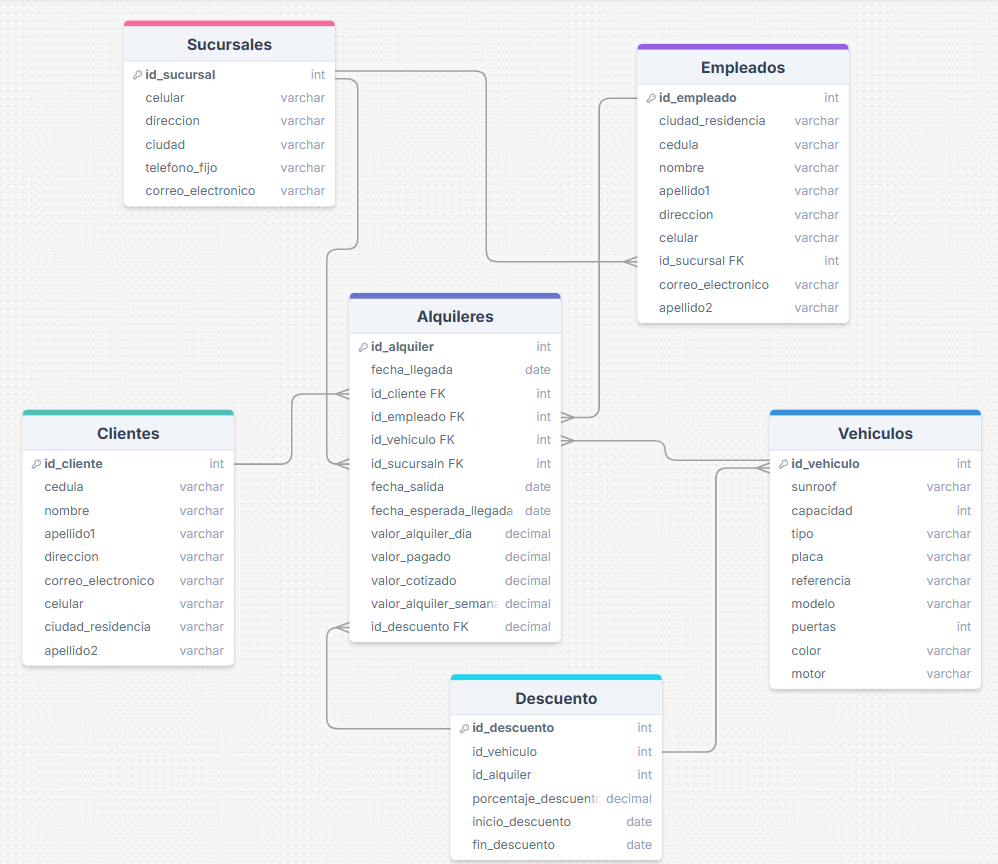 Sucursales
id_sucursal int
celular varchar
direccion varchar
ciudad varchar
telefono_fijo varchar
correo_electronico varchar
Empleados
id_empleado int
ciudad_residencia varchar
cedula varchar
nombre varchar
apellido1 varchar
direccion varchar
celular varchar
id_sucursal FK int
correo_electronico varchar
apellido2 varchar
Alquileres
id_alquiler int
fecha_llegada date
id_cliente FK int
id_empleado FK int
id_vehiculo FK int
id_sucursaln FK int
fecha_salida date
fecha_esperada_llegada date
valor_alquiler_dia decimal
valor_pagado decimal
valor_cotizado decimal
valor_alquiler_semana decimal
id_descuento FK decimal
Clientes
id_cliente int
cedula varchar
nombre varchar
apellido1 varchar
direccion varchar
correo_electronico varchar
celular varchar
ciudad_residencia varchar
apellido2 varchar
Vehiculos
id_vehiculo int
sunroof varchar
capacidad int
tipo varchar
placa varchar
referencia varchar
modelo varchar
puertas int
color varchar
motor varchar
Descuento
id_descuento int
id_vehiculo int
id_alquiler int
porcentaje_descuento decimal
inicio_descuento date
fin_descuento date